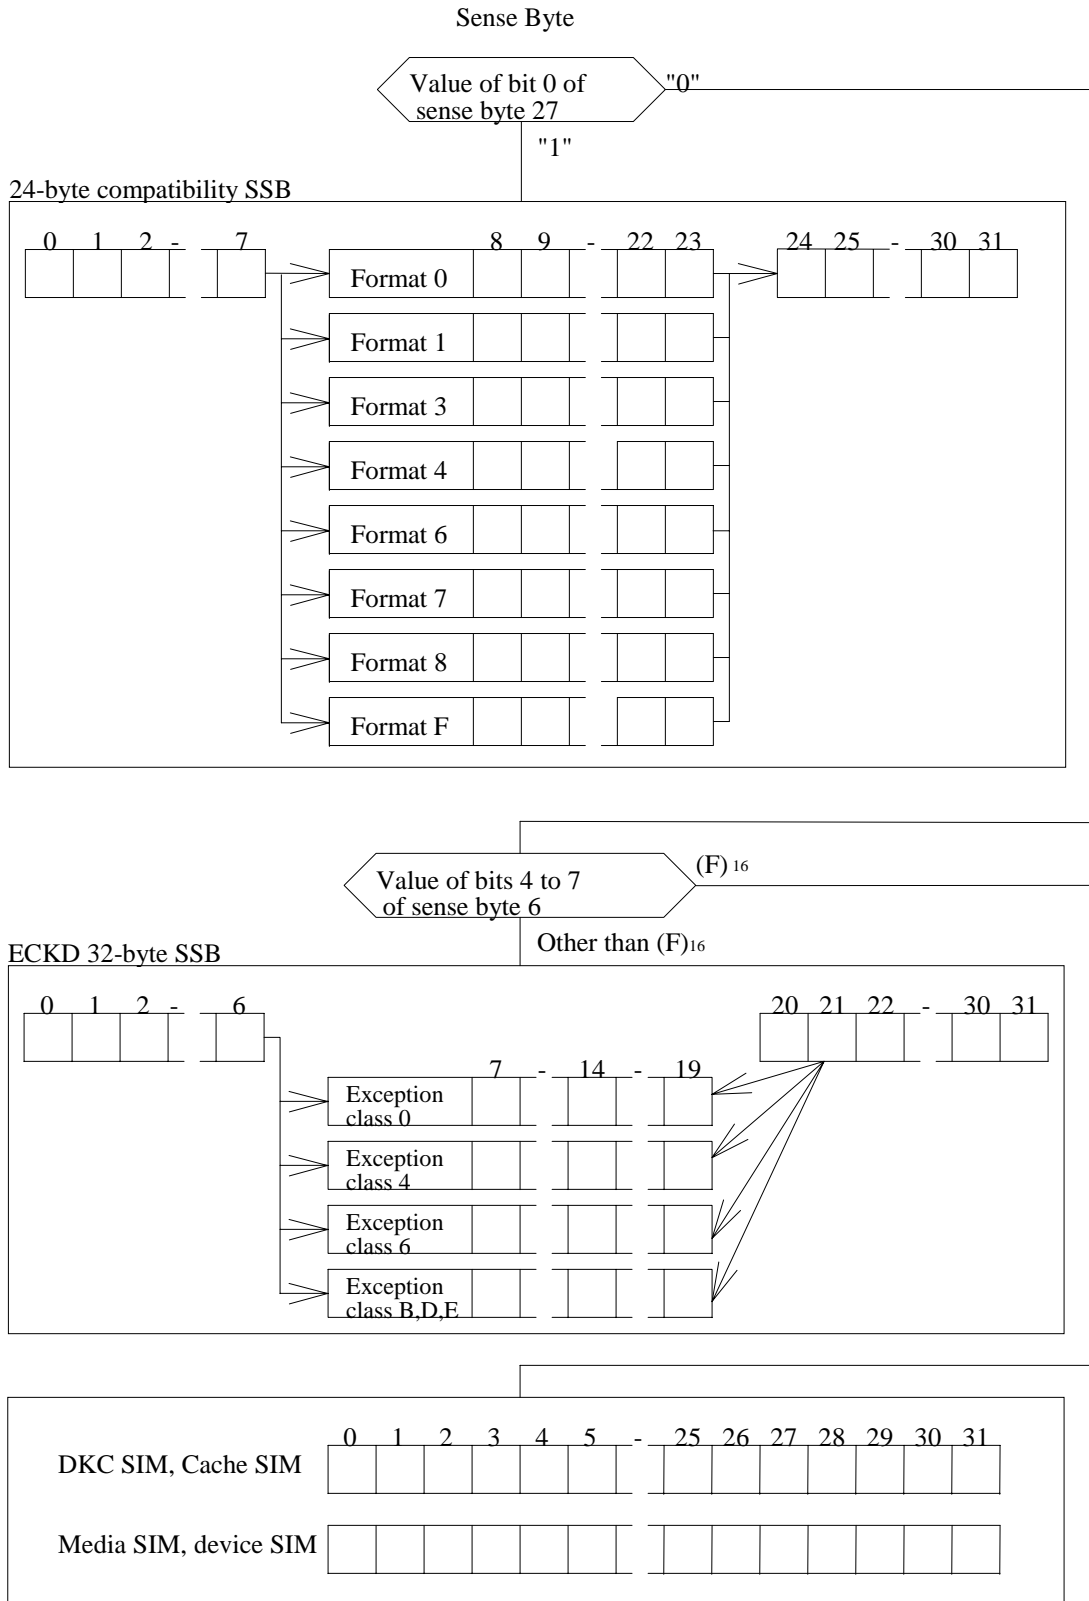 Sense Byte
Value of bit 0 of
sense byte 27
"0"
"1"
24-byte compatibility SSB
0 1 2 - 7 8 9 - 22 23 24 25 - 30 31
Format 0
Format 1
Format 3
Format 4
Format 6
Format 7
Format 8
Format F
Value of bits 4 to 7
of sense byte 6
(F) 16
Other than (F)16
ECKD 32-byte SSB
0 1 2 - 6 20 21 22 - 30 31
7 - 14 - 19
Exception
class 0
Exception
class 4
Exception
class 6
Exception
class B,D,E
0 1 2 3 4 5 - 25 26 27 28 29 30 31
DKC SIM, Cache SIM
Media SIM, device SIM